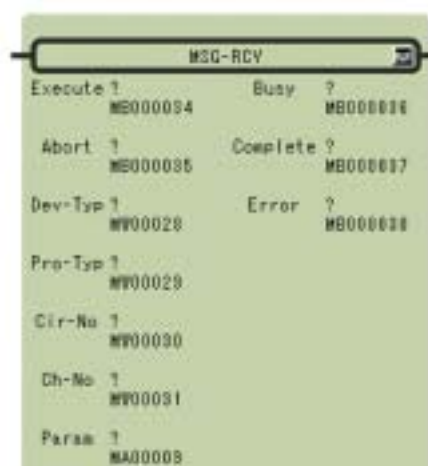 MSG-RCV
Execute ? Busy ?
MB000034 MB000036
Abort ? Complete ?
MB000035 MB000037
Dev-Typ ? Error ?
MW00028 MB000038
Pro-Typ ?
MW00029
Cir-No ?
MW00030
Ch-No ?
MW00031
Param ?